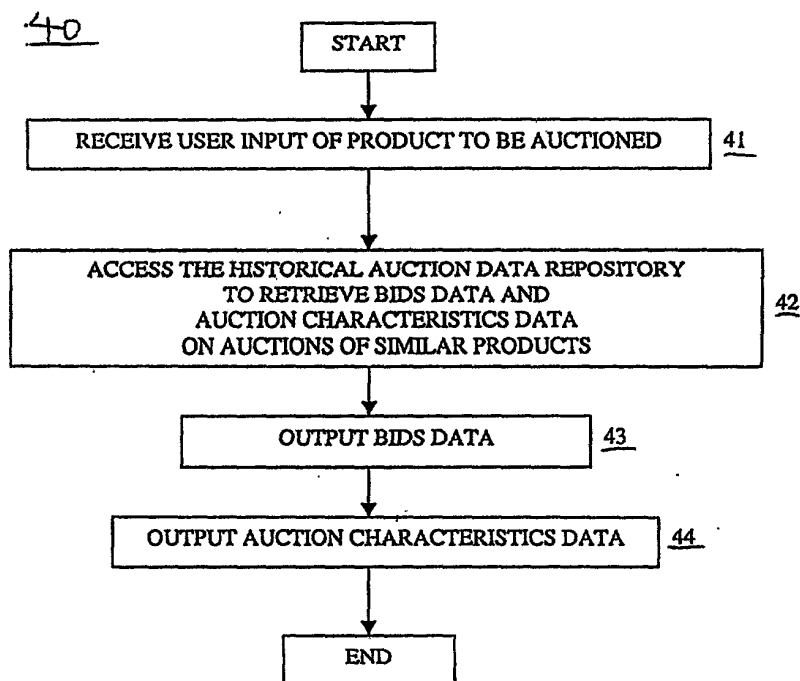 40
START
RECEIVE USER INPUT OF PRODUCT TO BE AUCTIONED
41
ACCESS THE HISTORICAL AUCTION DATA REPOSITORY
TO RETRIEVE BIDS DATA AND
AUCTION CHARACTERISTICS DATA
ON AUCTIONS OF SIMILAR PRODUCTS
42
OUTPUT BIDS DATA
43
OUTPUT AUCTION CHARACTERISTICS DATA
44
END